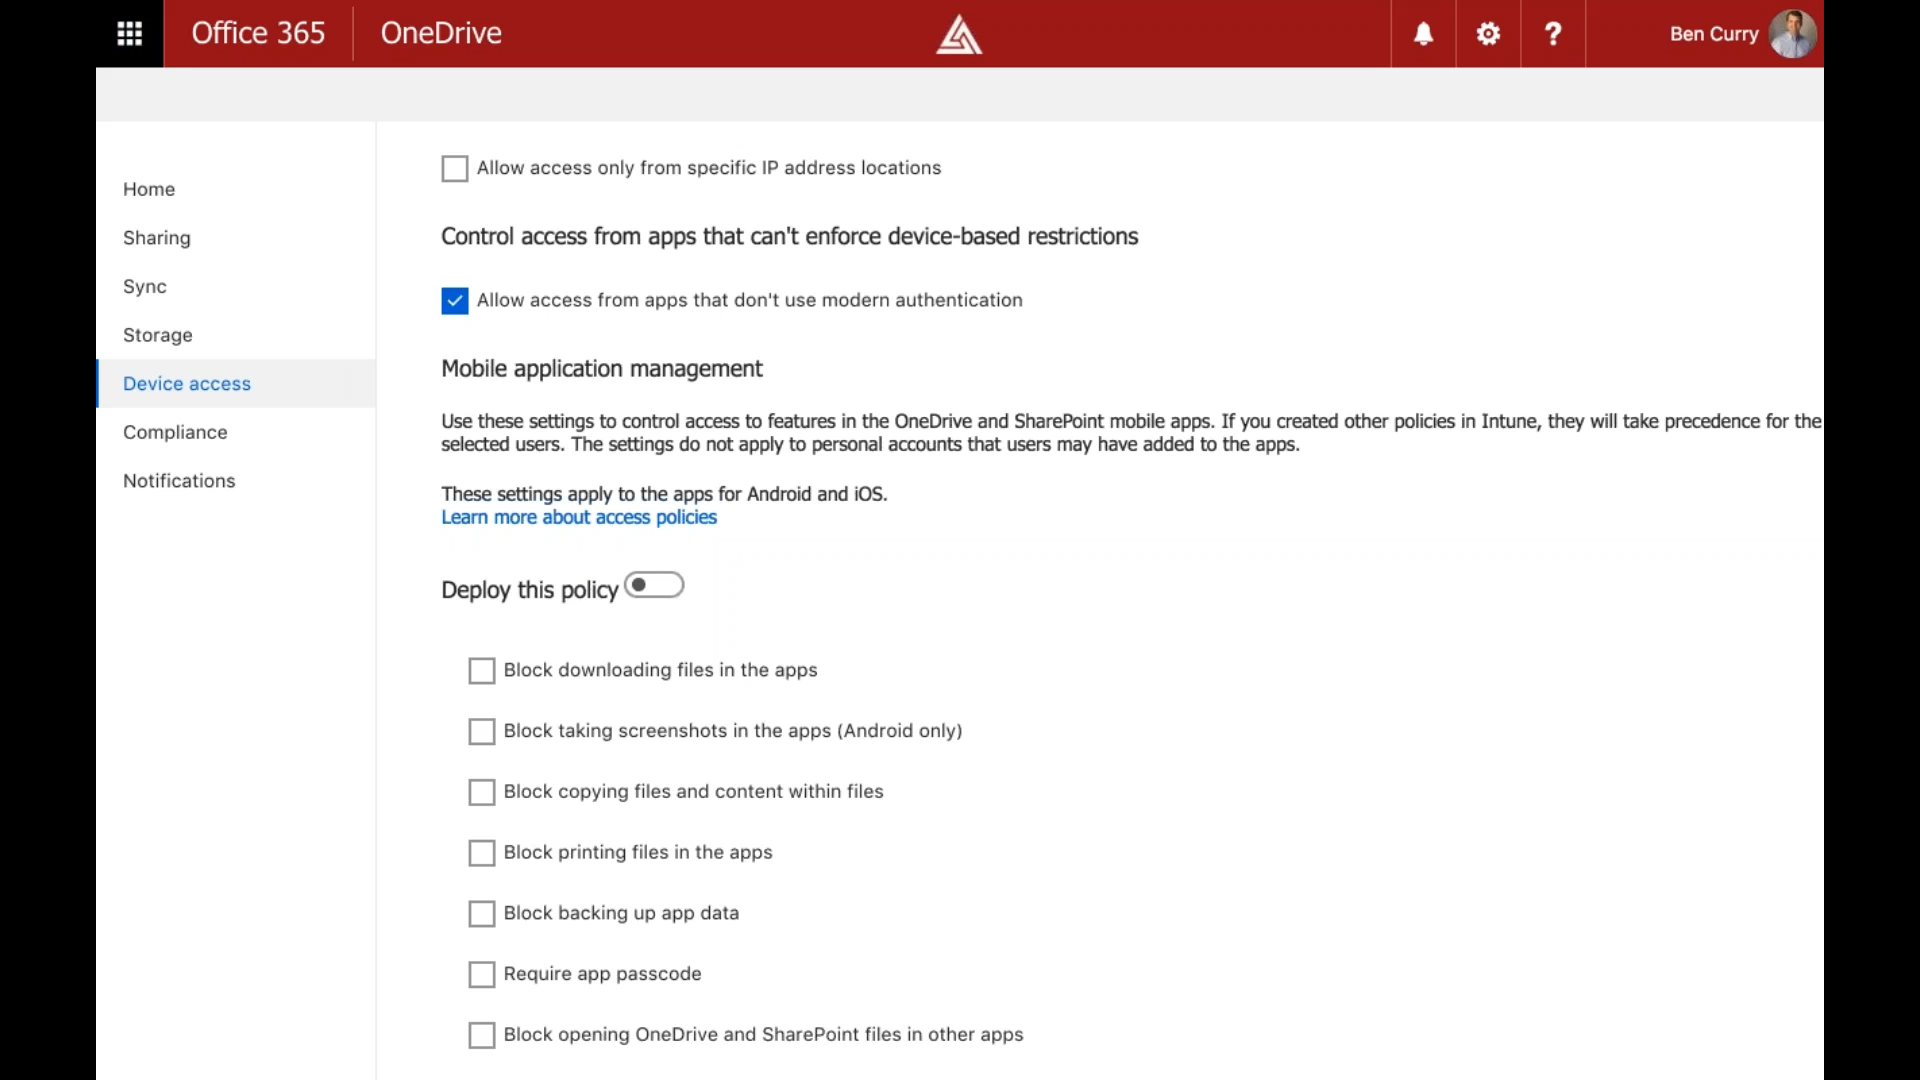 Office 365
OneDrive
?
Ben Curry
Home
Sharing
Sync
Storage
Device access
Compliance
Notifications
Allow access only from specific IP address locations
Control access from apps that can't enforce device-based restrictions
Allow access from apps that don't use modern authentication
Mobile application management
Use these settings to control access to features in the OneDrive and SharePoint mobile apps. If you created other policies in Intune, they will take precedence for the
selected users. The settings do not apply to personal accounts that users may have added to the apps.
These settings apply to the apps for Android and iOS.
Learn more about access policies
Deploy this policy
Block downloading files in the apps
Block taking screenshots in the apps (Android only)
Block copying files and content within files
Block printing files in the apps
Block backing up app data
Require app passcode
Block opening OneDrive and SharePoint files in other apps